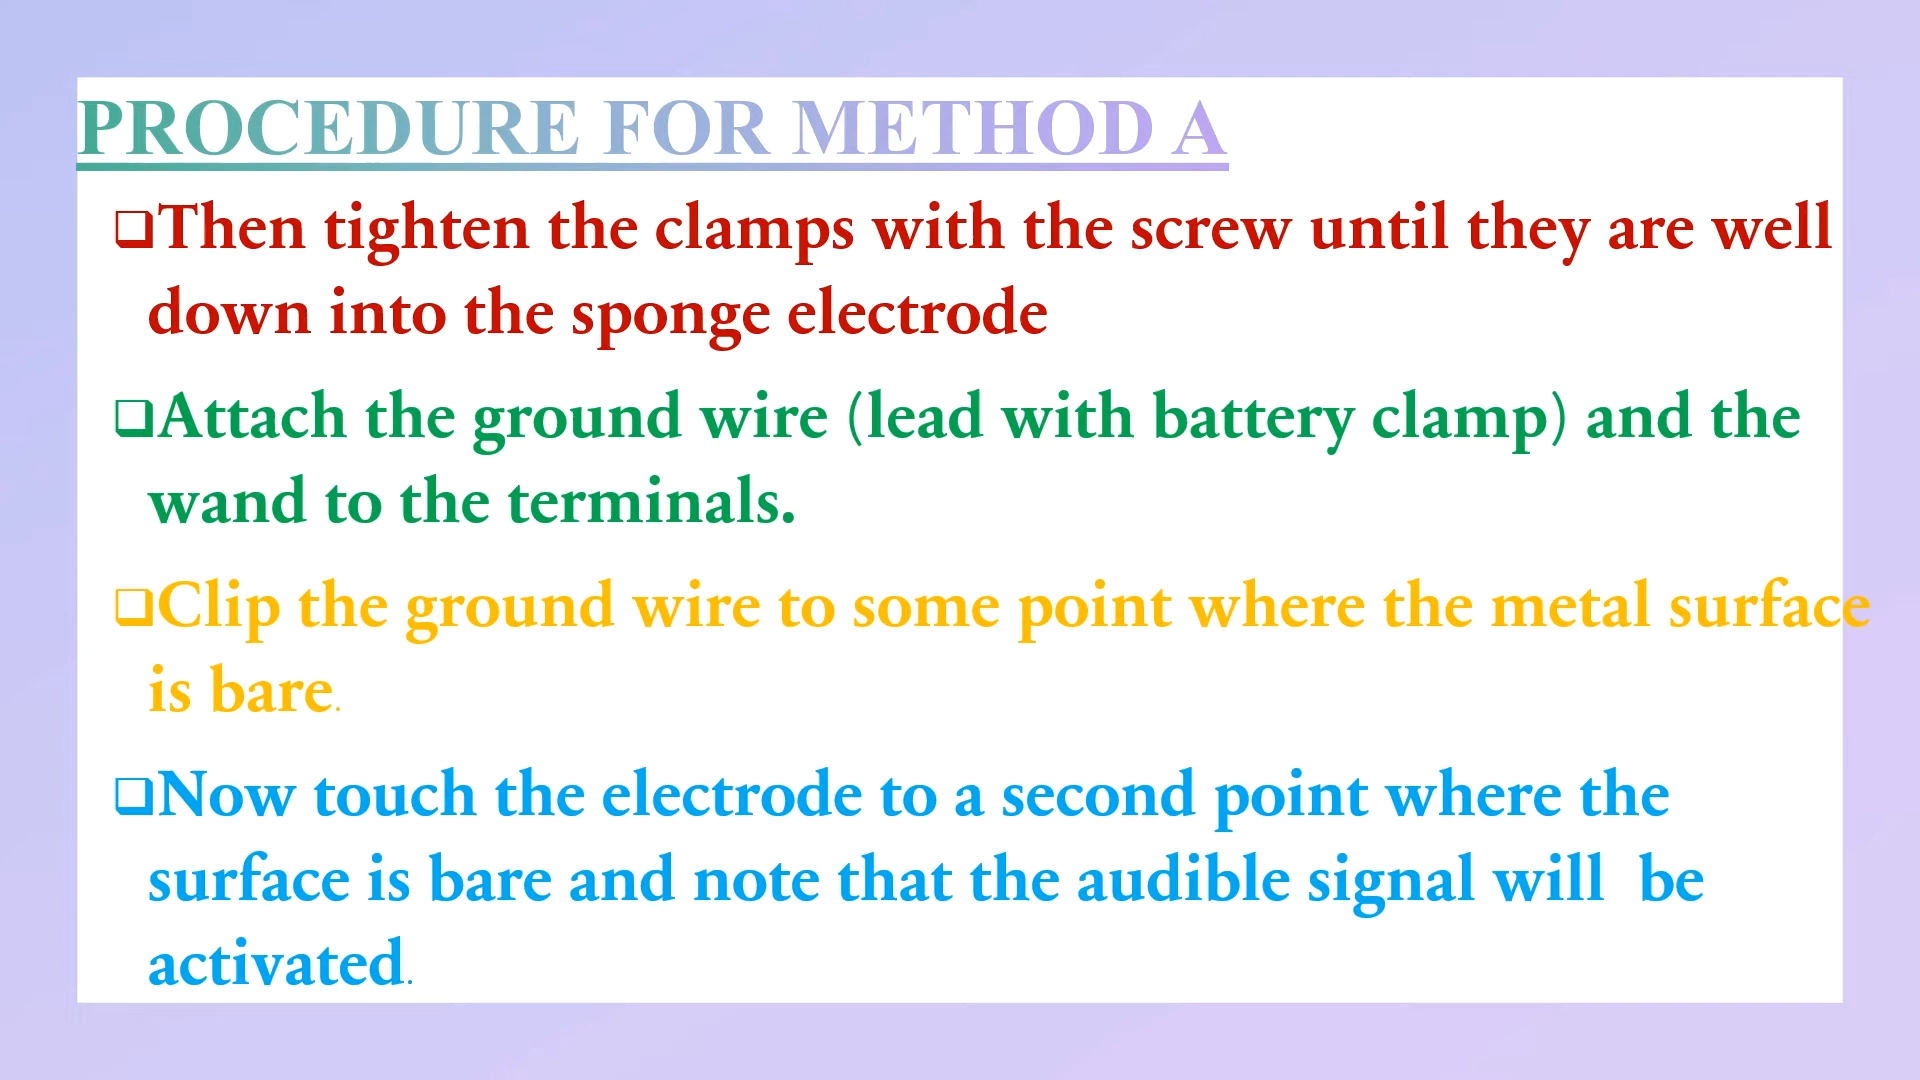 PROCEDURE FOR METHOD A
❑Then tighten the clamps with the screw until they are well
down into the sponge electrode
❑Attach the ground wire (lead with battery clamp) and the
wand to the terminals.
❑Clip the ground wire to some point where the metal surface
is bare.
❑Now touch the electrode to a second point where the
surface is bare and note that the audible signal will  be
activated.